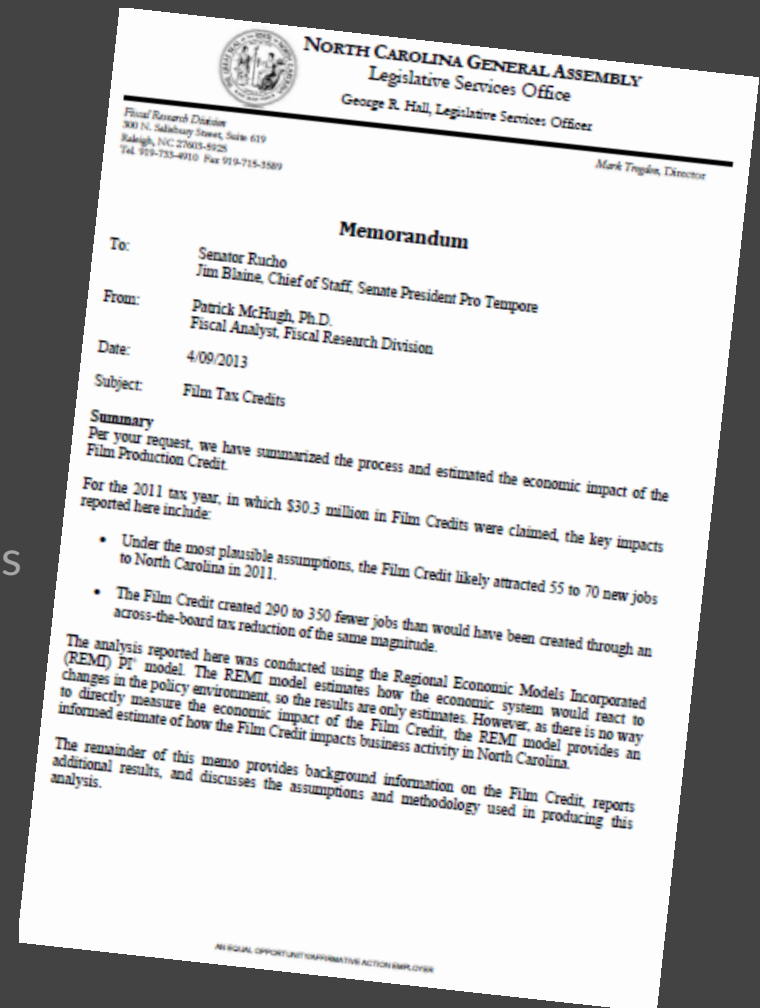 NORTH CAROLINA GENERAL ASSEMBLY
Legislative Services Office
George R. Hall, Legislative Services Officer
Fiscal Research Division
300 N. Salisbury Street, Suite 619
Raleigh, NC 27603-5925
Tel. 919-733-4910 Fax 919-715-3589
Mark Trogdon, Director
Memorandum
To: Senator Rucho
Jim Blaine, Chief of Staff, Senate President Pro Tempore
From: Patrick McHugh, Ph.D.
Fiscal Analyst, Fiscal Research Division
Date: 4/09/2013
Subject: Film Tax Credits
Summary
Per your request, we have summarized the process and estimated the economic impact of the
Film Production Credit.
For the 2011 tax year, in which $30.3 million in Film Credits were claimed, the key impacts
reported here include:
• Under the most plausible assumptions, the Film Credit likely attracted 55 to 70 new jobs
to North Carolina in 2011.
s
• The Film Credit created 290 to 350 fewer jobs than would have been created through an
across-the-board tax reduction of the same magnitude.
The analysis reported here was conducted using the Regional Economic Models Incorporated
(REMI) PI+ model. The REMI model estimates how the economic system would react to
changes in the policy environment, so the results are only estimates. However, as there is no way
to directly measure the economic impact of the Film Credit, the REMI model provides an
informed estimate of how the Film Credit impacts business activity in North Carolina.
The remainder of this memo provides background information on the Film Credit, reports
additional results, and discusses the assumptions and methodology used in producing this
analysis.
AN EQUAL OPPORTUNITY/AFFIRMATIVE ACTION EMPLOYER